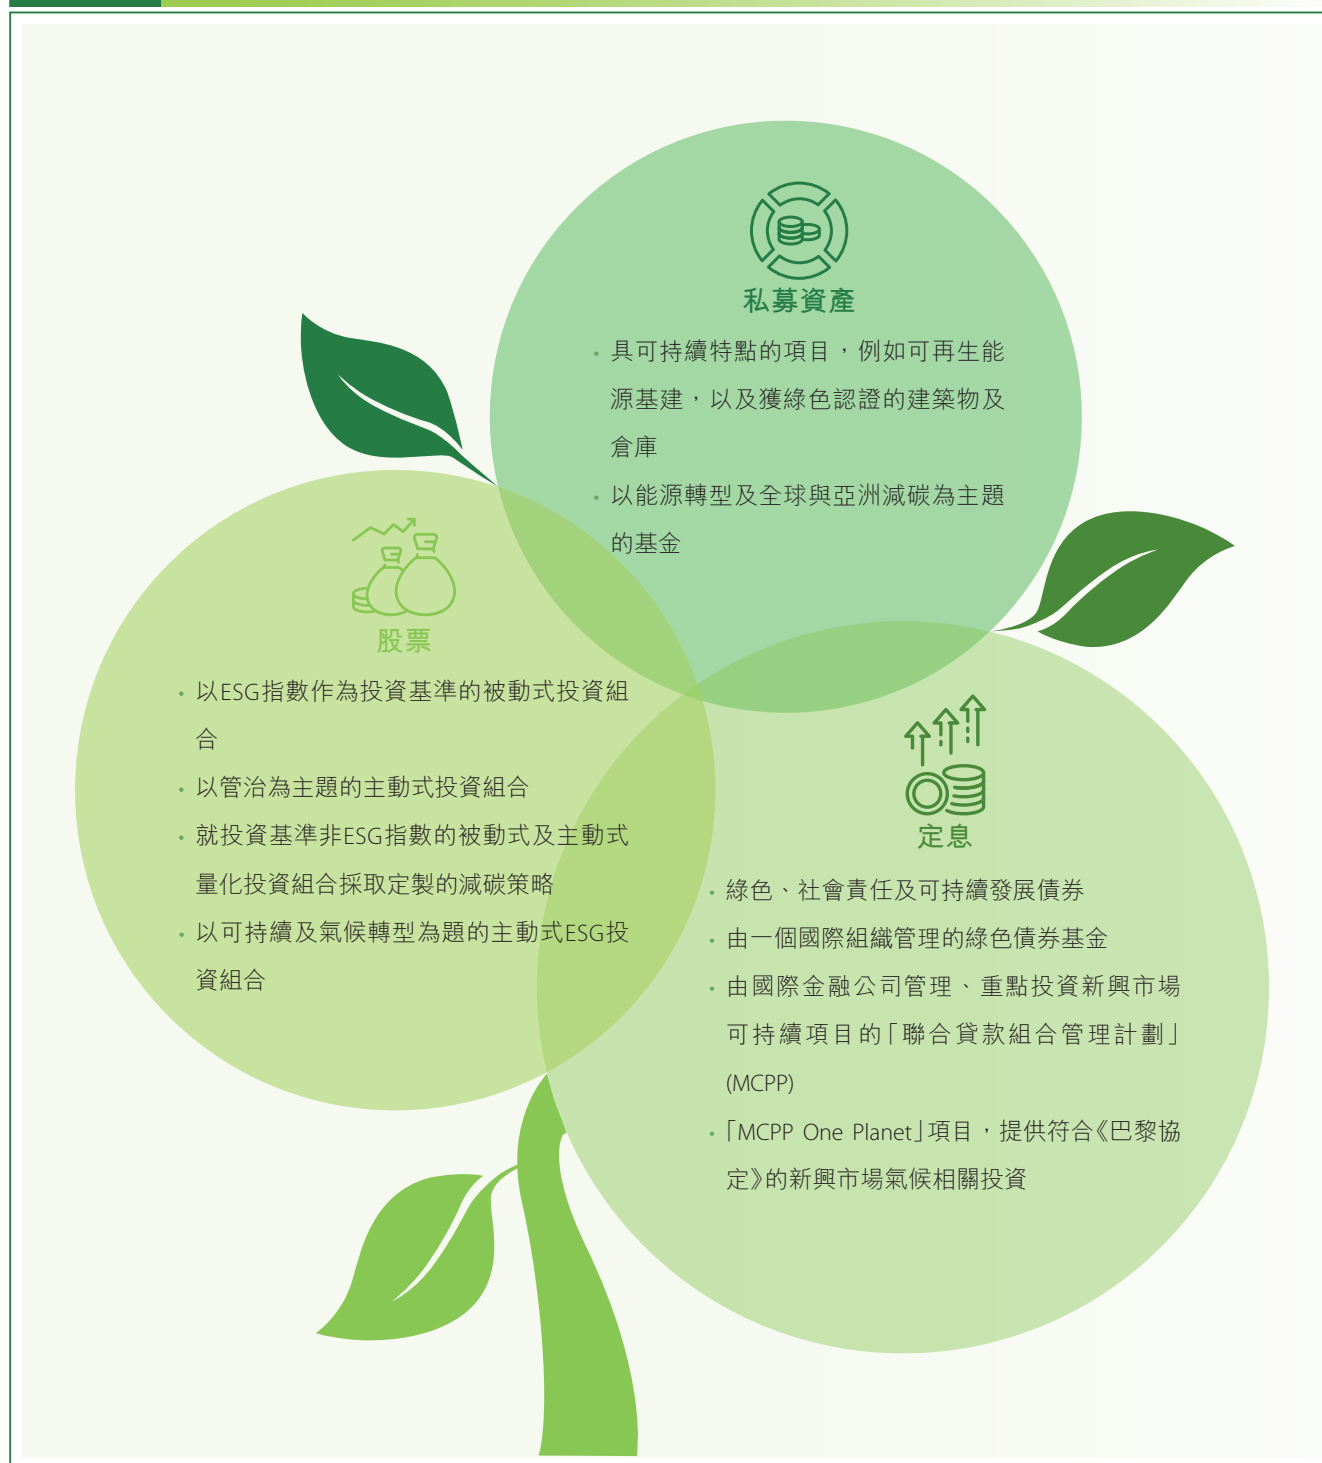 私募資產
• 具可持續特點的項目，例如可再生能
源基建，以及獲綠色認證的建築物及
倉庫
• 以能源轉型及全球與亞洲減碳為主題
的基金
股票
• 以ESG指數作為投資基準的被動式投資組
合
• 以管治為主題的主動式投資組合
• 就投資基準非ESG指數的被動式及主動式
量化投資組合採取定製的減碳策略
• 以可持續及氣候轉型為題的主動式ESG投
資組合
定息
• 綠色、社會責任及可持續發展債券
• 由一個國際組織管理的綠色債券基金
• 由國際金融公司管理、重點投資新興市場
可持續項目的「聯合貸款組合管理計劃」
(MCPP)
• 「MCPP One Planet」項目，提供符合《巴黎協
定》的新興市場氣候相關投資